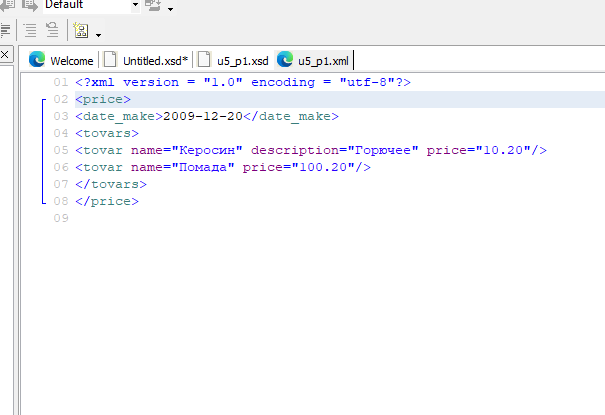 Default
Welcome Untitled.xsd* u5_p1.xsd u5_p1.xml
01 <?xml version = "1.0" encoding = "utf-8"?>
02 <price>
03 <date_make>2009-12-20</date_make>
04 <tovars>
05 <tovar name="Керосин" description="Горючее" price="10.20"/>
06 <tovar name="Помада" price="100.20"/>
07 </tovars>
08 </price>
09